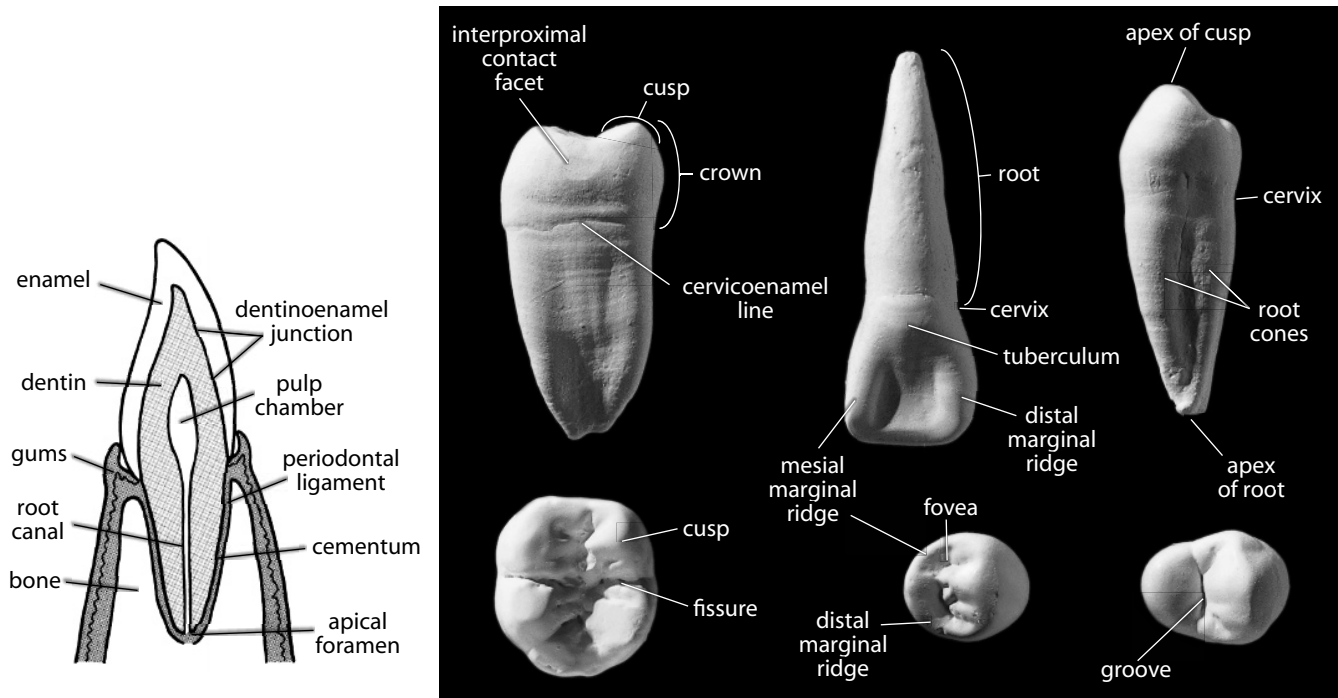 enamel
dentinoenamel
junction
dentin
pulp
chamber
gums
periodontal
ligament
root
canal
cementum
bone
apical
foramen
interproximal
contact
facet
cusp
crown
cervicoenamel
line
root
cervix
tuberculum
distal
marginal
ridge
mesial
marginal
ridge
apex of cusp
cervix
root
cones
apex
of root
cusp
fissure
fovea
distal
marginal
ridge
groove